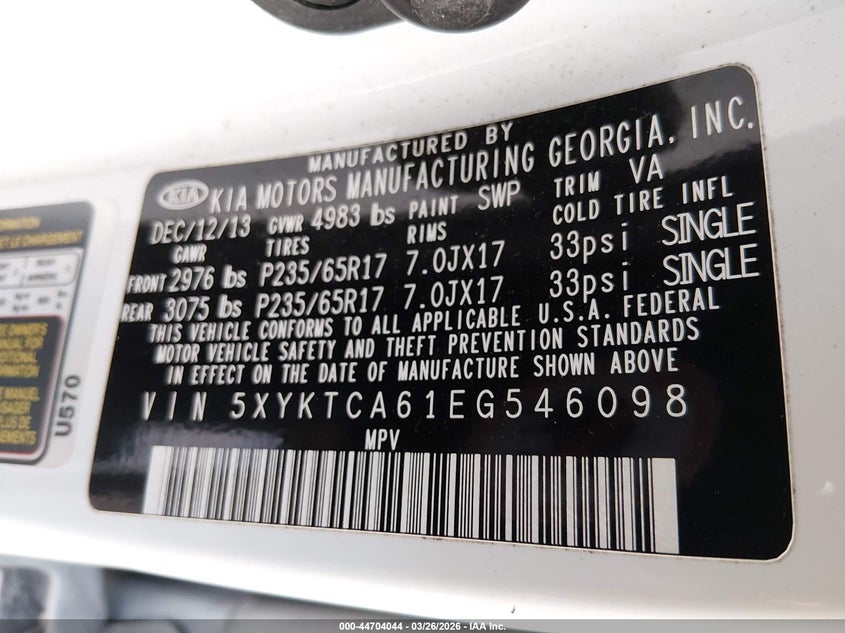 MANUFACTURED BY
KIA KIA MOTORS MANUFACTURING GEORGIA, INC.
DEC/12/13 GVWR 4983 lbs PAINT SWP TRIM VA
GAWR TIRES RIMS COLD TIRE INFL
FRONT 2976 lbs P235/65R17 7.0JX17 33psi SINGLE
REAR 3075 lbs P235/65R17 7.0JX17 33psi SINGLE
THIS VEHICLE CONFORMS TO ALL APPLICABLE U.S.A. FEDERAL
MOTOR VEHICLE SAFETY AND THEFT PREVENTION STANDARDS
IN EFFECT ON THE DATE OF MANUFACTURE SHOWN ABOVE
VIN 5XYKTCA61EG546098
MPV
U570
000-44704044 — 03/26/2026 — IAA Inc.